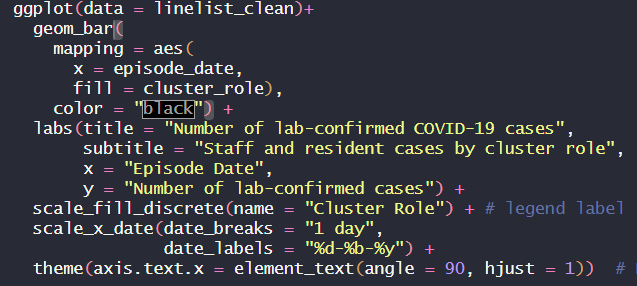 ggplot(data = linelist_clean)+
geom_bar(
mapping = aes(
x = episode_date,
fill = cluster_role),
color = "black") +
labs(title = "Number of lab-confirmed COVID-19 cases",
subtitle = "Staff and resident cases by cluster role",
x = "Episode Date",
y = "Number of lab-confirmed cases") +
scale_fill_discrete(name = "Cluster Role") + # legend label
scale_x_date(date_breaks = "1 day",
date_labels = "%d-%b-%y") +
theme(axis.text.x = element_text(angle = 90, hjust = 1)) #